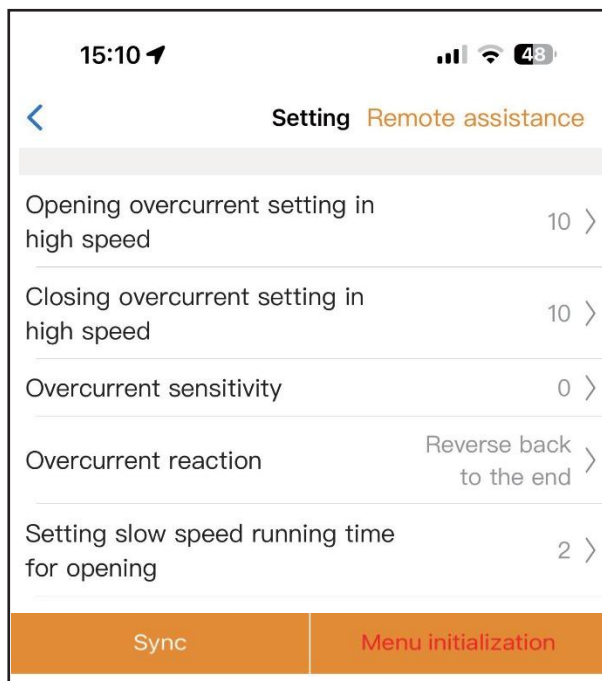 15:10
48
Setting Remote assistance
Opening overcurrent setting in
high speed
10
Closing overcurrent setting in
high speed
10
Overcurrent sensitivity
0
Overcurrent reaction
Reverse back
to the end
Setting slow speed running time
for opening
2
Sync
Menu initialization